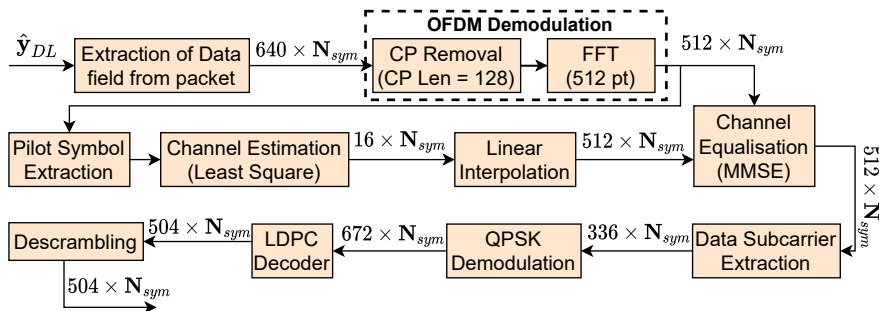 OFDM Demodulation
ŷ_DL
Extraction of Data
field from packet
640 × N_sym
CP Removal
(CP Len = 128)
FFT
(512 pt)
512 × N_sym
Pilot Symbol
Extraction
Channel Estimation
(Least Square)
16 × N_sym
Linear
Interpolation
512 × N_sym
Channel
Equalisation
(MMSE)
512 × N_sym
Descrambling
504 × N_sym
LDPC
Decoder
672 × N_sym
QPSK
Demodulation
336 × N_sym
Data Subcarrier
Extraction
504 × N_sym